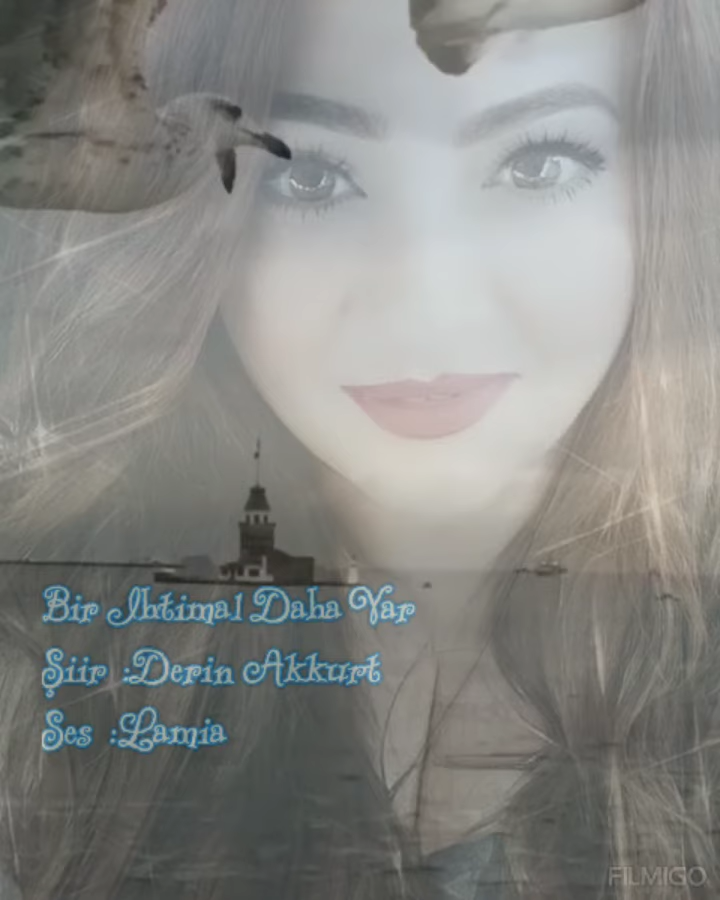 Bir Ihtimal Daha Var
Şiir :Derin Akkurt
Ses :Lamia
FILMIGO